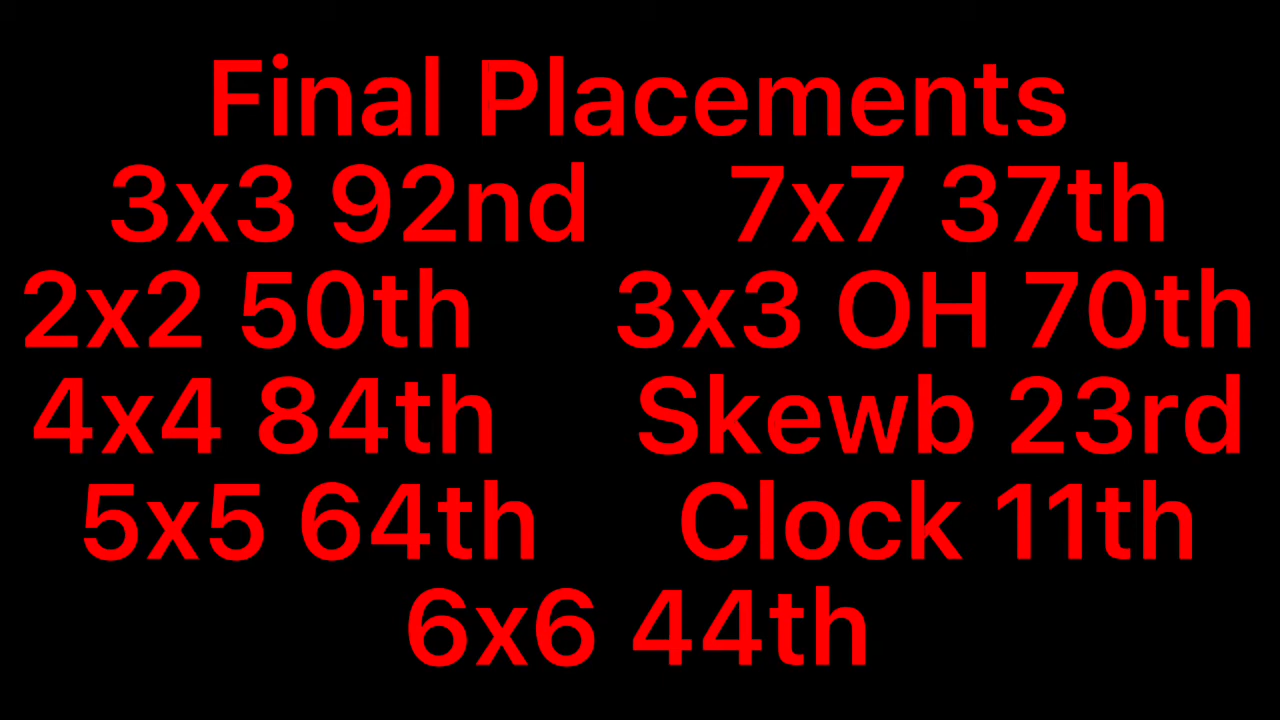 Final Placements
3x3 92nd 7x7 37th
2x2 50th 3x3 OH 70th
4x4 84th Skewb 23rd
5x5 64th Clock 11th
6x6 44th